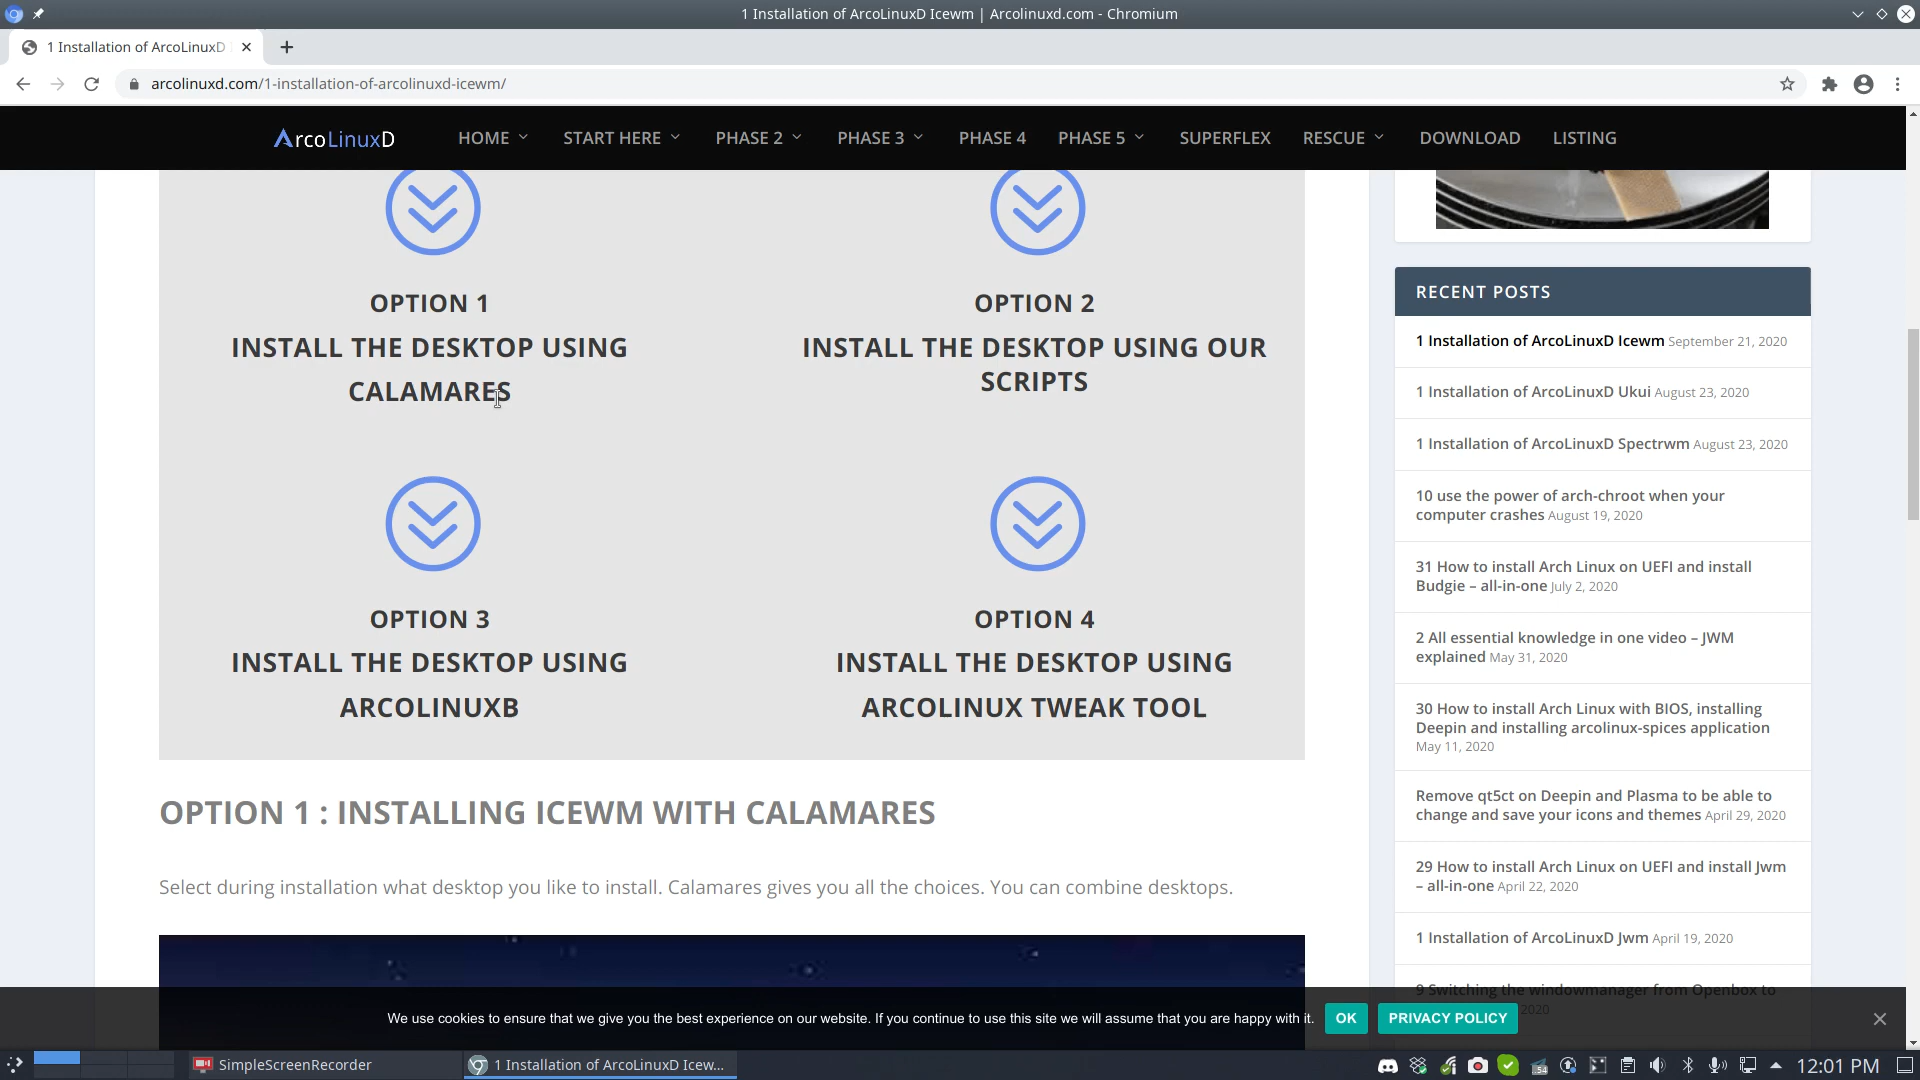 1 Installation of ArcoLinuxD Icewm | Arcolinuxd.com - Chromium
1 Installation of ArcoLinuxD
arcolinuxd.com/1-installation-of-arcolinuxd-icewm/
ArcoLinuxD
HOME
START HERE
PHASE 2
PHASE 3
PHASE 4
PHASE 5
SUPERFLEX
RESCUE
DOWNLOAD
LISTING
OPTION 1
INSTALL THE DESKTOP USING
CALAMARES
OPTION 2
INSTALL THE DESKTOP USING OUR
SCRIPTS
OPTION 3
INSTALL THE DESKTOP USING
ARCOLINUXB
OPTION 4
INSTALL THE DESKTOP USING
ARCOLINUX TWEAK TOOL
OPTION 1 : INSTALLING ICEWM WITH CALAMARES
Select during installation what desktop you like to install. Calamares gives you all the choices. You can combine desktops.
RECENT POSTS
1 Installation of ArcoLinuxD Icewm September 21, 2020
1 Installation of ArcoLinuxD Ukui August 23, 2020
1 Installation of ArcoLinuxD Spectrwm August 23, 2020
10 use the power of arch-chroot when your
computer crashes August 19, 2020
31 How to install Arch Linux on UEFI and install
Budgie – all-in-one July 2, 2020
2 All essential knowledge in one video – JWM
explained May 31, 2020
30 How to install Arch Linux with BIOS, installing
Deepin and installing arcolinux-spices application
May 11, 2020
Remove qt5ct on Deepin and Plasma to be able to
change and save your icons and themes April 29, 2020
29 How to install Arch Linux on UEFI and install Jwm
– all-in-one April 22, 2020
1 Installation of ArcoLinuxD Jwm April 19, 2020
9 Switching the windowmanager from Openbox to
2020
We use cookies to ensure that we give you the best experience on our website. If you continue to use this site we will assume that you are happy with it.
OK
PRIVACY POLICY
SimpleScreenRecorder
1 Installation of ArcoLinuxD Icew...
54
12:01 PM